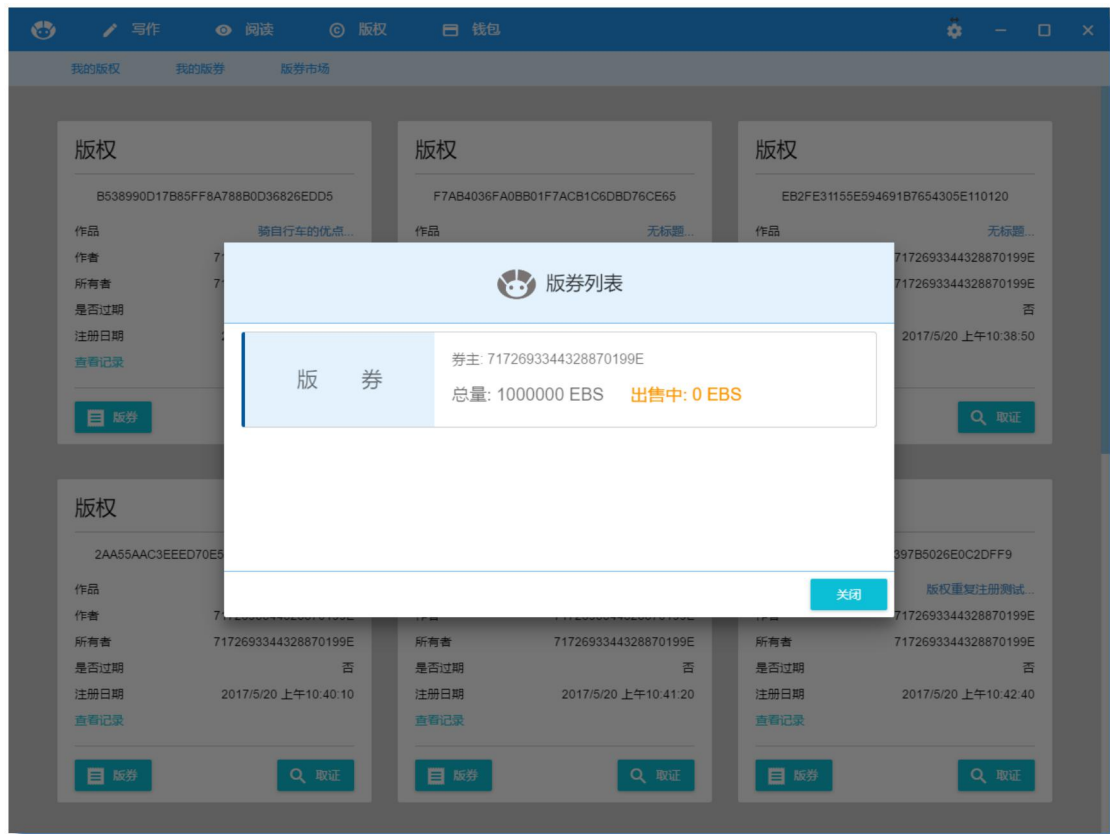 写作 阅读 版权 钱包
我的版权 我的版券 版券市场
版权 版权 版权
B538990D17B85FF8A788B0D36826EDD5 F7AB4036FA0BB01F7ACB1C6DBD76CE65 EB2FE31155E594691B7654305E110120
作品 骑自行车的优点... 作品 无标题... 作品 无标题...
作者 7172693344328870199E
所有者 7172693344328870199E
是否过期 否
注册日期 2017/5/20 上午10:38:50
查看记录
版券 取证
版券列表
版 券
券主: 7172693344328870199E
总量: 1000000 EBS 出售中: 0 EBS
关闭
版权
2AA55AAC3EEED70E5 397B5026E0C2DFF9
作品 版权重复注册测试...
作者 7172693344328870199E
所有者 7172693344328870199E 所有者 7172693344328870199E 所有者 7172693344328870199E
是否过期 否 是否过期 否 是否过期 否
注册日期 2017/5/20 上午10:40:10 注册日期 2017/5/20 上午10:41:20 注册日期 2017/5/20 上午10:42:40
查看记录 查看记录 查看记录
版券 取证 版券 取证 版券 取证